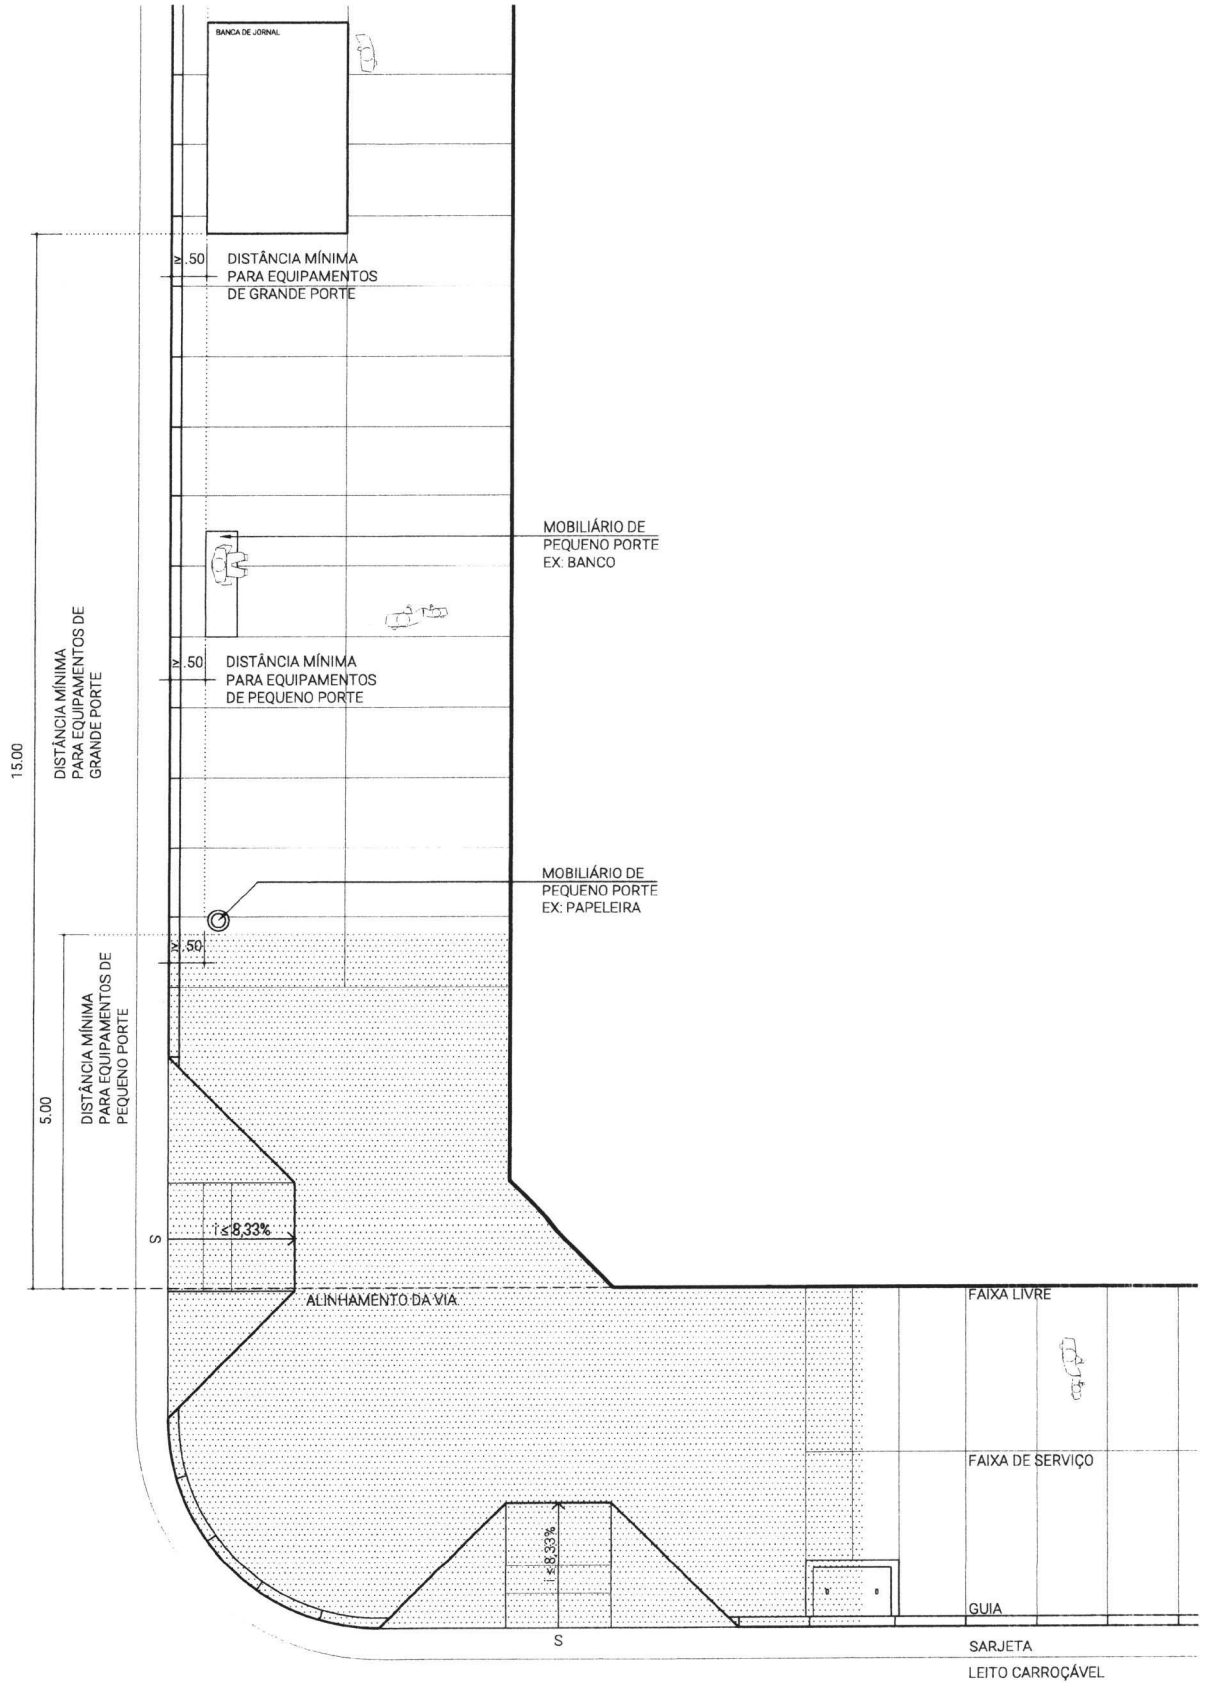 BANCA DE JORNAL
≥ .50
DISTÂNCIA MÍNIMA
PARA EQUIPAMENTOS
DE GRANDE PORTE
MOBILIÁRIO DE
PEQUENO PORTE
EX: BANCO
≥ .50
DISTÂNCIA MÍNIMA
PARA EQUIPAMENTOS
DE PEQUENO PORTE
15.00
DISTÂNCIA MÍNIMA
PARA EQUIPAMENTOS DE
GRANDE PORTE
MOBILIÁRIO DE
PEQUENO PORTE
EX: PAPELEIRA
≥ .50
5.00
DISTÂNCIA MÍNIMA
PARA EQUIPAMENTOS DE
PEQUENO PORTE
S
i ≤ 8,33%
ALINHAMENTO DA VIA
FAIXA LIVRE
FAIXA DE SERVIÇO
i ≤ 8,33%
S
GUIA
SARJETA
LEITO CARROÇÁVEL